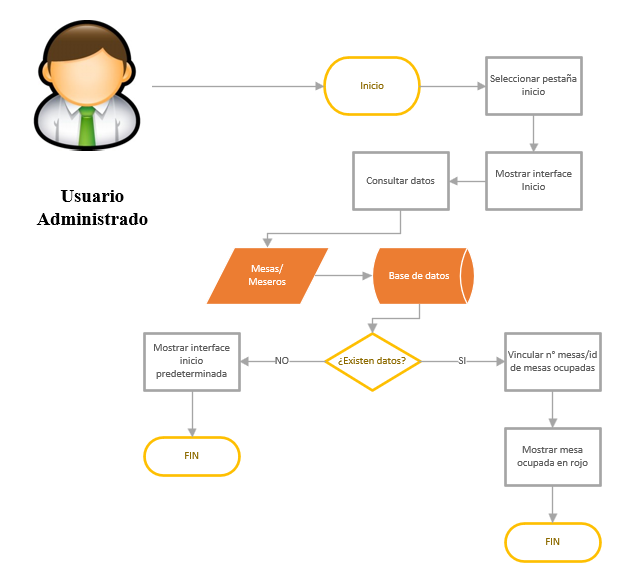 Inicio
Seleccionar pestaña
inicio
Consultar datos
Mostrar interface
Inicio
Usuario
Administrado
Mesas/
Meseros
Base de datos
Mostrar interface
inicio
predeterminada
NO
¿Existen datos?
SI
Vincular n° mesas/id
de mesas ocupadas
FIN
Mostrar mesa
ocupada en rojo
FIN